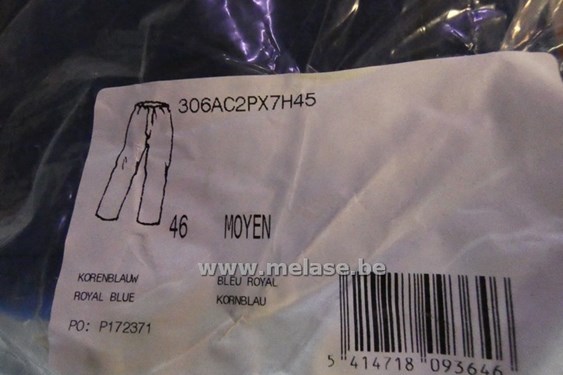 306AC2PX7H45
46 MOYEN
www.melase.be
KORENBLAUW BLEU ROYAL
ROYAL BLUE KORNBLAU
PO: P172371
5 414718 093646